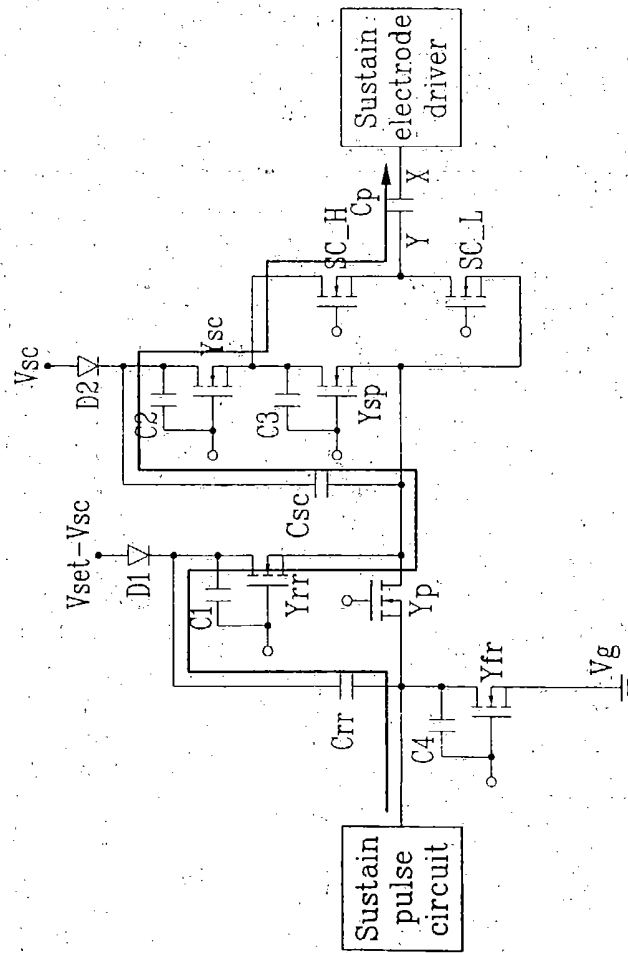 Vsc
D2
C2
Ysc
C3
Ysp
Csc
Vset-Vsc
D1
C1
Yrr
Crr
Yp
C4
Yfr
Vg
SC_H
SC_L
Y
Cp
X
Sustain
electrode
driver
Sustain
pulse
circuit